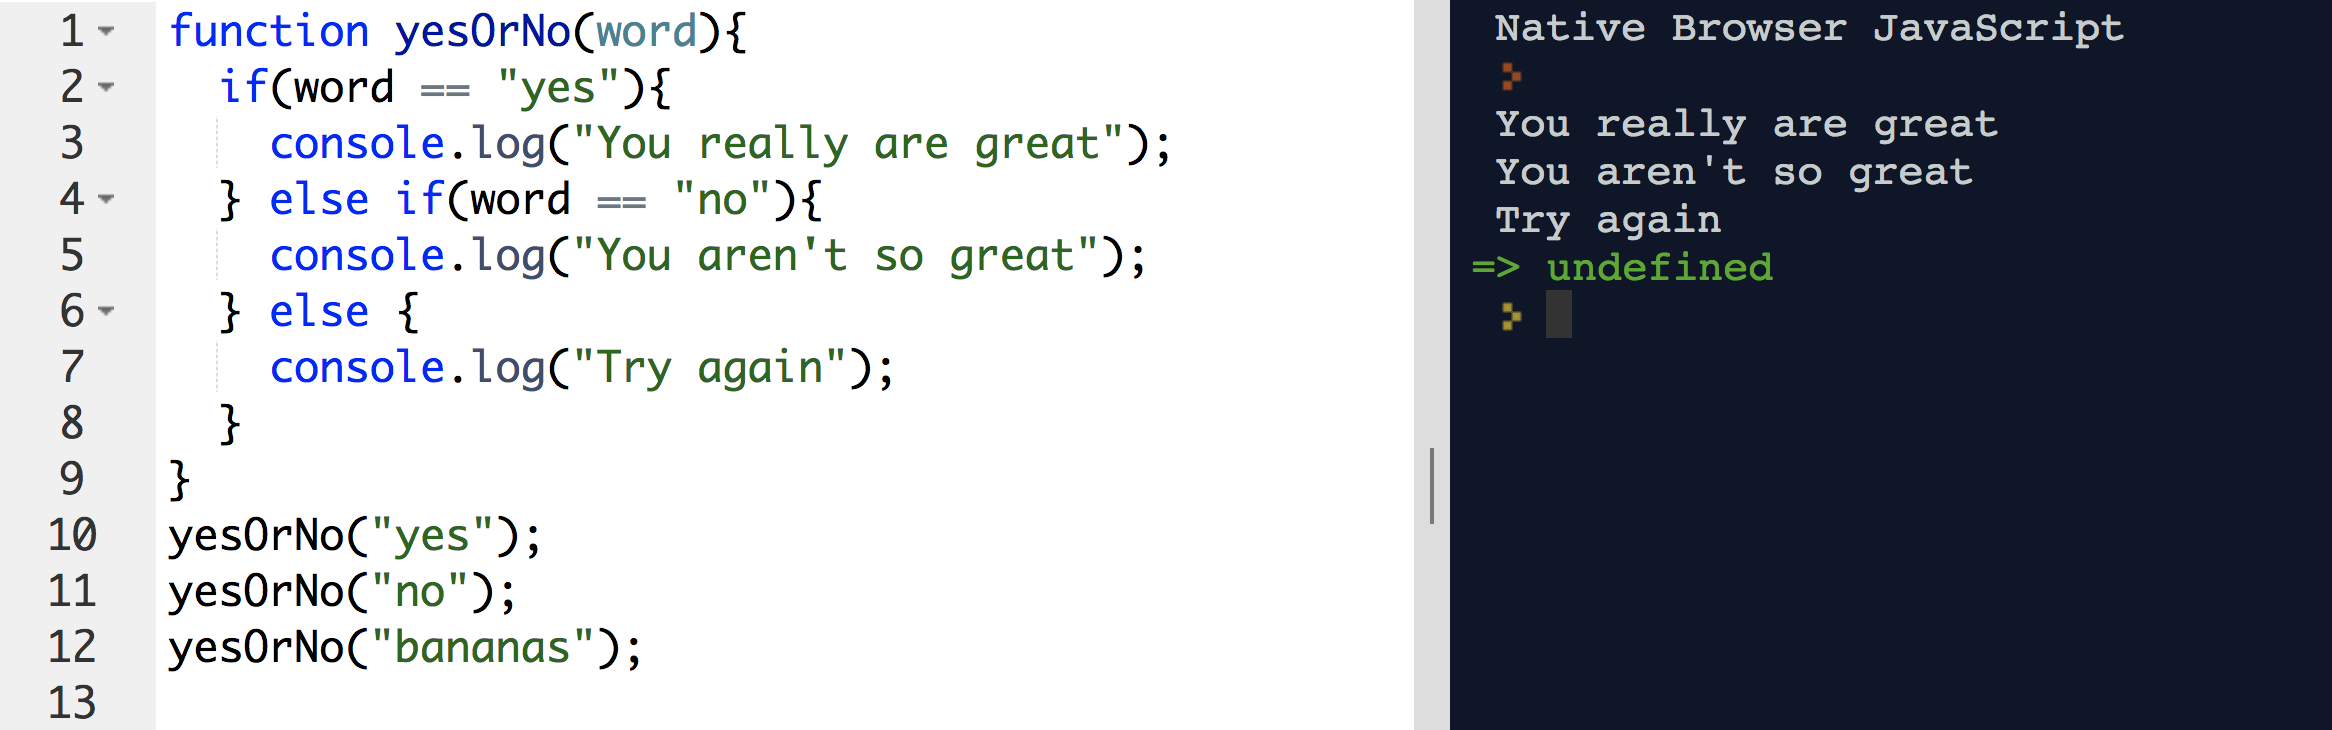 1 function yesOrNo(word){
2   if(word == "yes"){
3     console.log("You really are great");
4   } else if(word == "no"){
5     console.log("You aren't so great");
6   } else {
7     console.log("Try again");
8   }
9 }
10 yesOrNo("yes");
11 yesOrNo("no");
12 yesOrNo("bananas");
13
Native Browser JavaScript
>
You really are great
You aren't so great
Try again
=> undefined
>